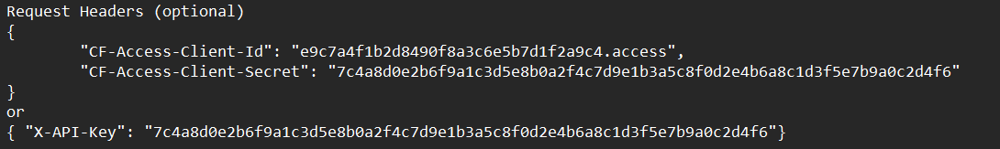 Request Headers (optional)
{
        "CF-Access-Client-Id": "e9c7a4f1b2d8490f8a3c6e5b7d1f2a9c4.access",
        "CF-Access-Client-Secret": "7c4a8d0e2b6f9a1c3d5e8b0a2f4c7d9e1b3a5c8f0d2e4b6a8c1d3f5e7b9a0c2d4f6"
}
or
{ "X-API-Key": "7c4a8d0e2b6f9a1c3d5e8b0a2f4c7d9e1b3a5c8f0d2e4b6a8c1d3f5e7b9a0c2d4f6"}